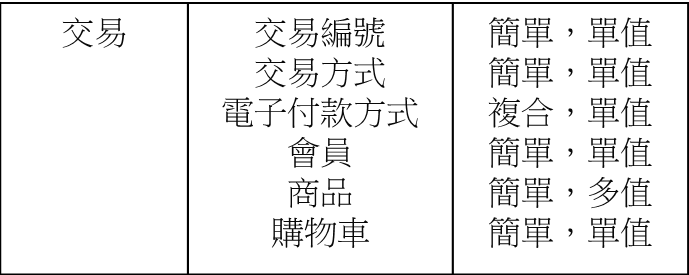 交易 交易編號 簡單，單值
交易方式 簡單，單值
電子付款方式 複合，單值
會員 簡單，單值
商品 簡單，多值
購物車 簡單，單值